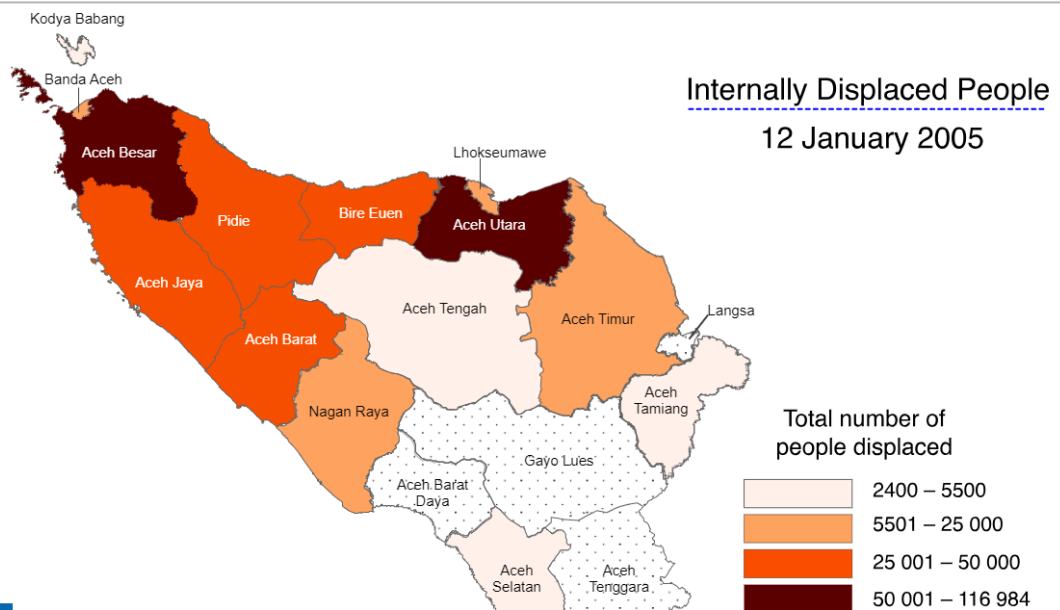 Kodya Babang
Banda Aceh
Internally Displaced People
12 January 2005
Aceh Besar
Lhokseumawe
Pidie
Bire Euen
Aceh Utara
Aceh Jaya
Aceh Tengah
Aceh Timur
Langsa
Aceh Barat
Aceh
Tamiang
Nagan Raya
Total number of
people displaced
Gayo Lues
Aceh Barat
Daya
2400 – 5500
5501 – 25 000
25 001 – 50 000
50 001 – 116 984
Aceh
Selatan
Aceh
Tenggara